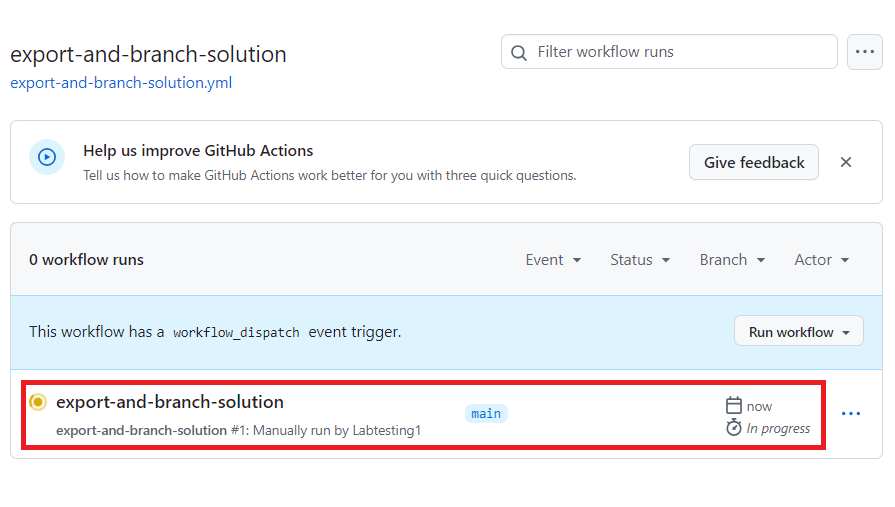 export-and-branch-solution
Filter workflow runs
export-and-branch-solution.yml
Help us improve GitHub Actions
Tell us how to make GitHub Actions work better for you with three quick questions.
Give feedback
0 workflow runs
Event Status Branch Actor
This workflow has a workflow_dispatch event trigger.
Run workflow
export-and-branch-solution
export-and-branch-solution #1: Manually run by Labtesting1
main
now
In progress